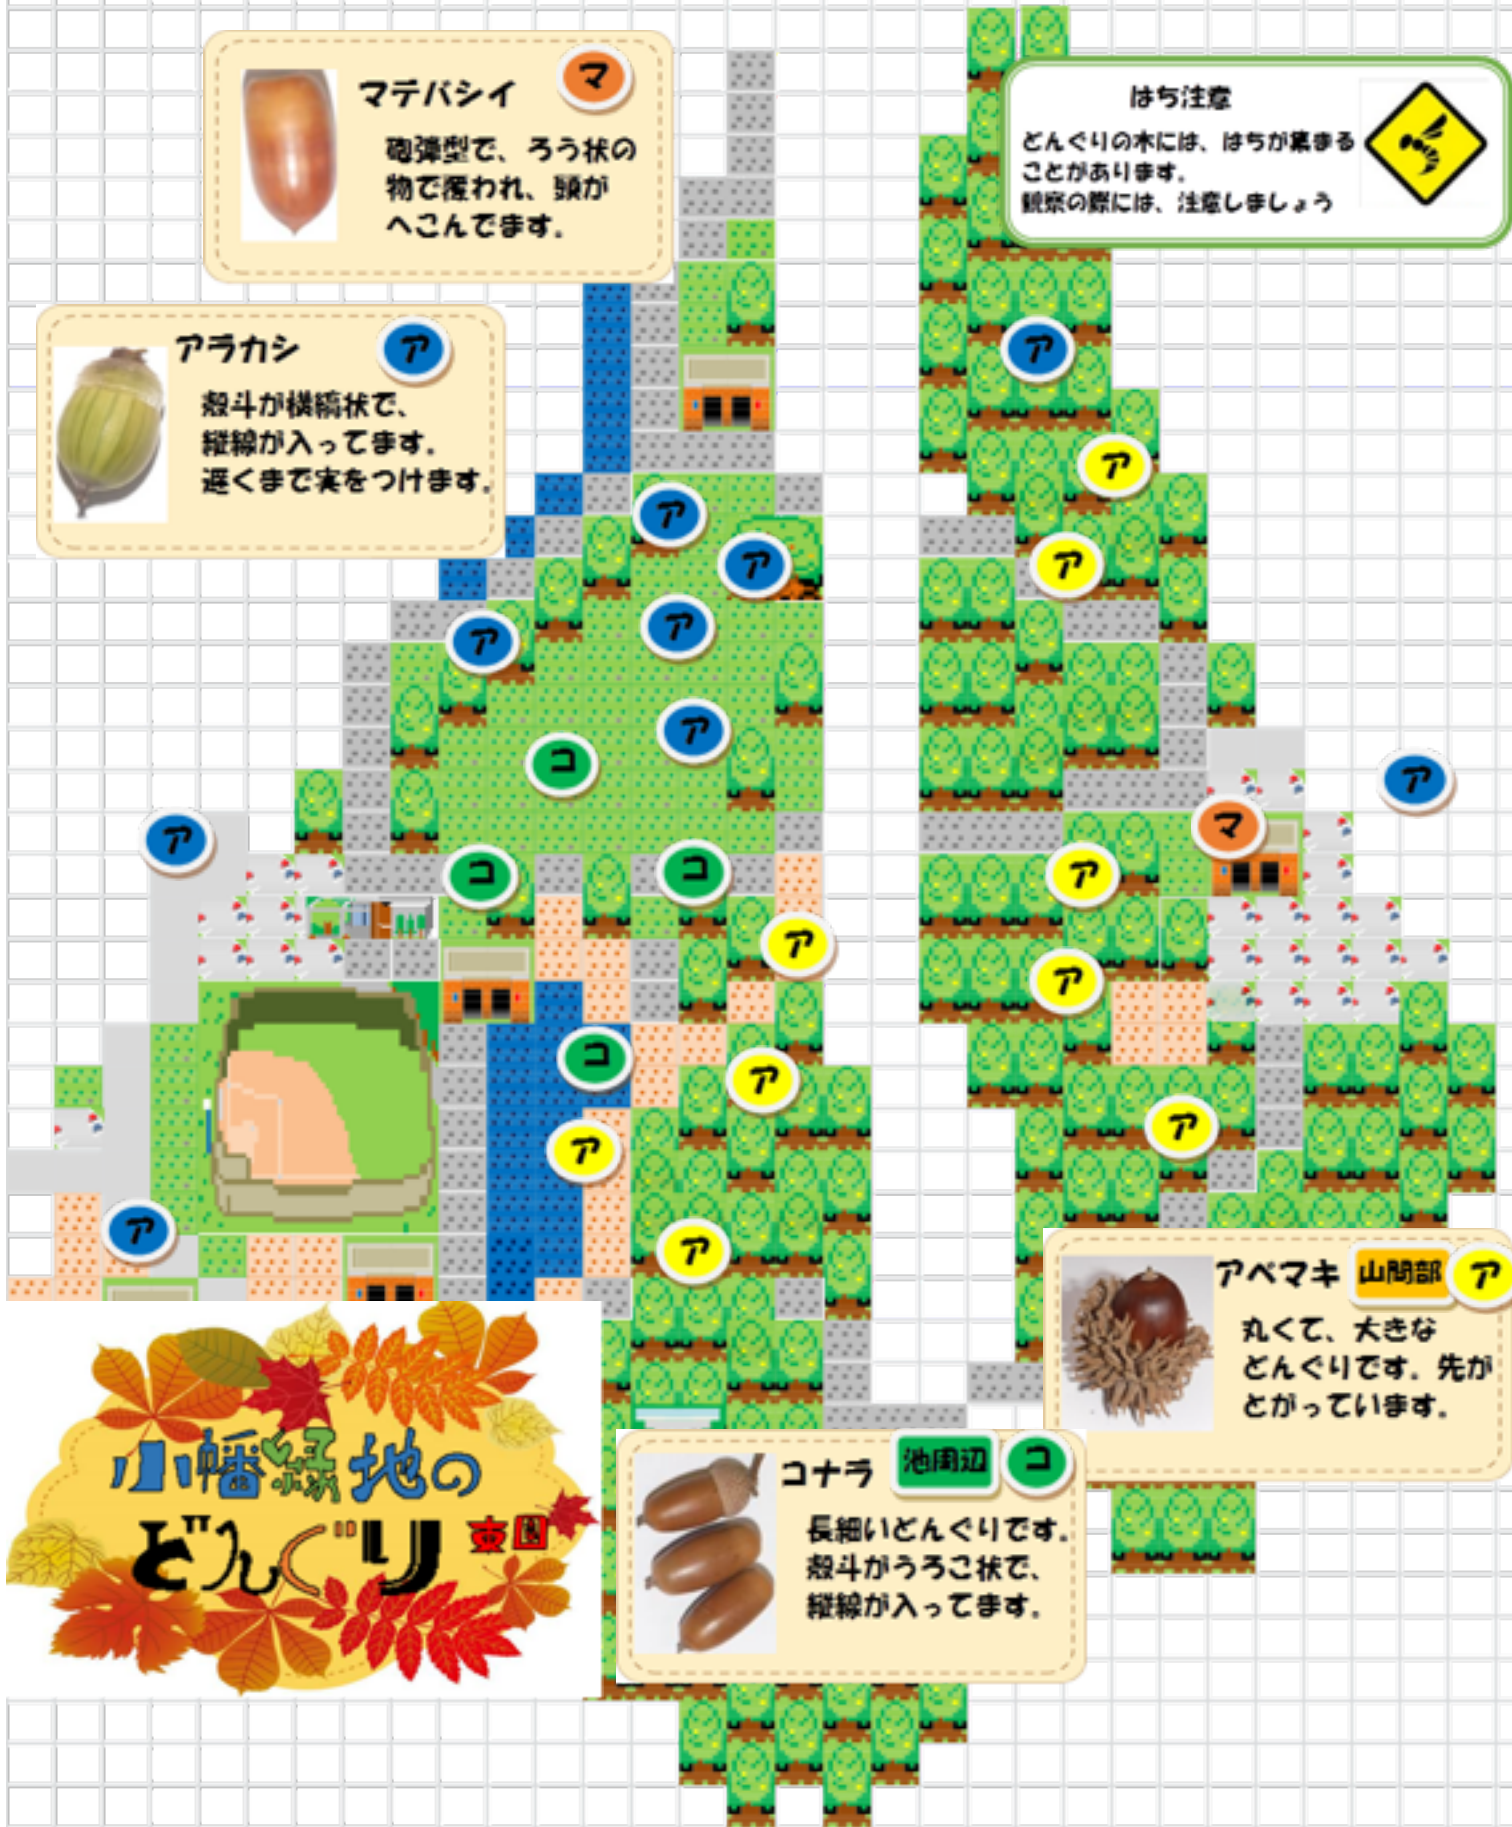 マテバシイ
マ
砲弾型で、ろう状の
物で覆われ、頭が
へこんでます。
はち注意
どんぐりの木には、はちが集まる
ことがあります。
観察の際には、注意しましょう
アラカシ
ア
殻斗が横縞状で、
縦線が入ってます。
遅くまで実をつけます。
ア
ア
ア
ア
ア
ア
ア
ア
ア
コ
ア
ア
マ
コ
コ
ア
ア
ア
コ
ア
ア
ア
ア
ア
アベマキ
山間部
ア
丸くて、大きな
どんぐりです。先が
とがっています。
小幡緑地の
どんぐり
東園
コナラ
池周辺
コ
長細いどんぐりです。
殻斗がうろこ状で、
縦線が入ってます。